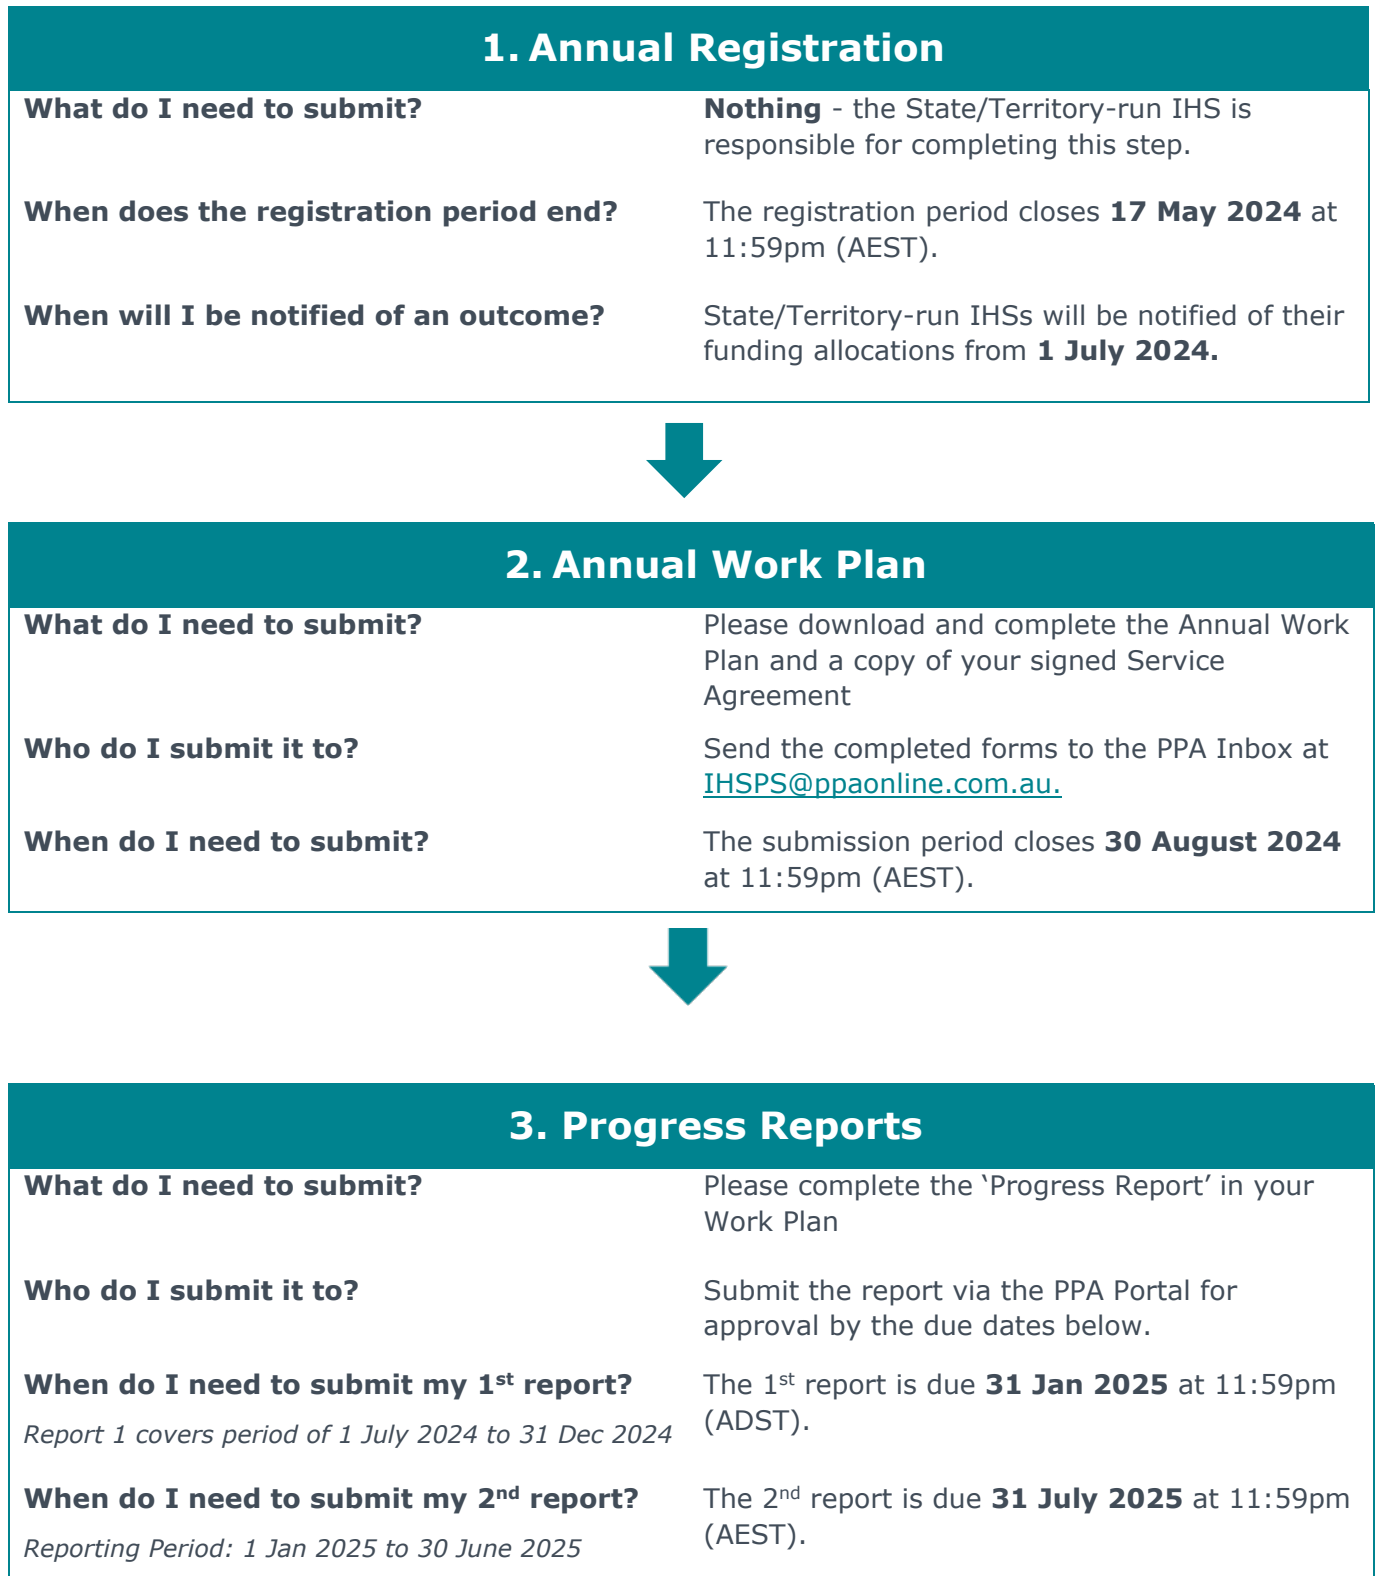 1. Annual Registration
What do I need to submit?
Nothing - the State/Territory-run IHS is
responsible for completing this step.
When does the registration period end?
The registration period closes 17 May 2024 at
11:59pm (AEST).
When will I be notified of an outcome?
State/Territory-run IHSs will be notified of their
funding allocations from 1 July 2024.
2. Annual Work Plan
What do I need to submit?
Please download and complete the Annual Work
Plan and a copy of your signed Service
Agreement
Who do I submit it to?
Send the completed forms to the PPA Inbox at
IHSPS@ppaonline.com.au.
When do I need to submit?
The submission period closes 30 August 2024
at 11:59pm (AEST).
3. Progress Reports
What do I need to submit?
Please complete the ‘Progress Report’ in your
Work Plan
Who do I submit it to?
Submit the report via the PPA Portal for
approval by the due dates below.
When do I need to submit my 1st report?
Report 1 covers period of 1 July 2024 to 31 Dec 2024
The 1st report is due 31 Jan 2025 at 11:59pm
(ADST).
When do I need to submit my 2nd report?
Reporting Period: 1 Jan 2025 to 30 June 2025
The 2nd report is due 31 July 2025 at 11:59pm
(AEST).